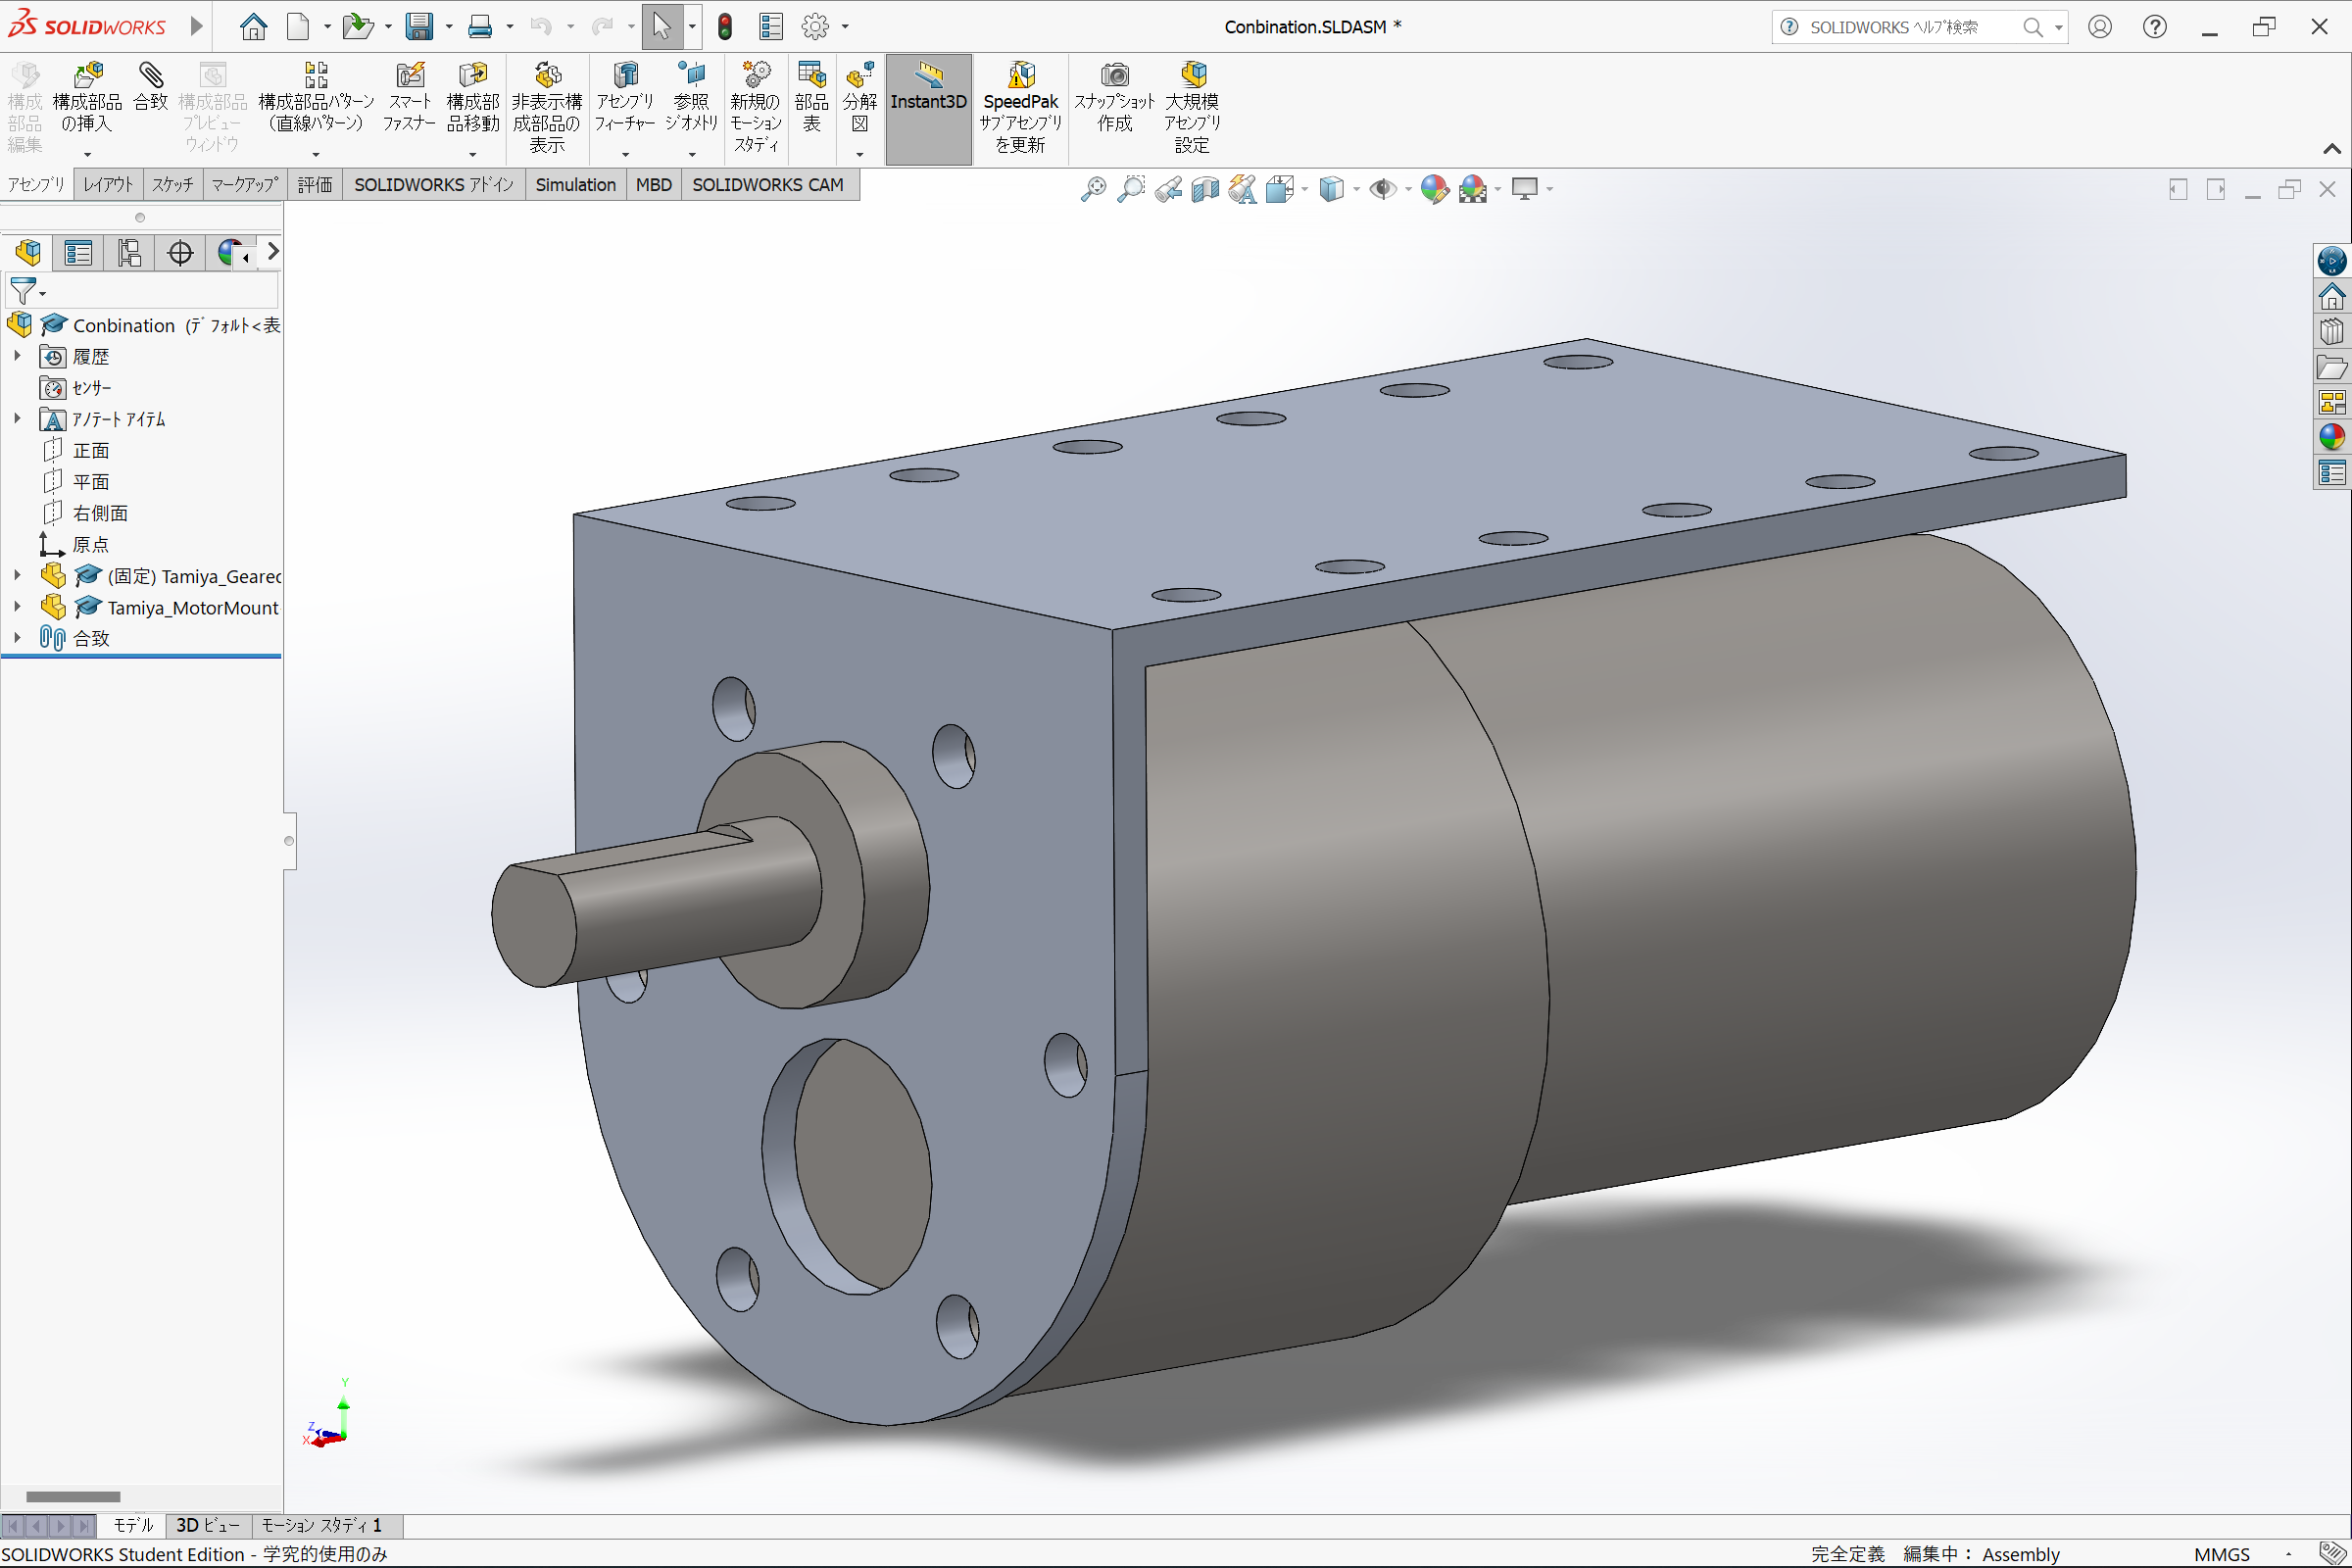 SOLIDWORKS
Conbination.SLDASM *
SOLIDWORKS ﾍﾙﾌﾟ検索
構成
部品
編集
構成部品
の挿入
合致
構成部品
プレビュー
ウィンドウ
構成部品パターン
(直線パターン)
スマート
ファスナー
構成部
品移動
非表示構
成部品の
表示
アセンブリ
フィーチャー
参照
ジオメトリ
新規の
モーション
スタディ
部品
表
分解
図
Instant3D
SpeedPak
サブアセンブリ
を更新
スナップショット
作成
大規模
アセンブリ
設定
アセンブリ
レイアウト
スケッチ
マークアップ
評価
SOLIDWORKS アドイン
Simulation
MBD
SOLIDWORKS CAM
Conbination (ﾃﾞﾌｫﾙﾄ<表
履歴
ｾﾝｻｰ
ｱﾉﾃｰﾄ ｱｲﾃﾑ
正面
平面
右側面
原点
(固定) Tamiya_Geared
Tamiya_MotorMount
合致
Y
Z
X
モデル
3D ビュー
モーション スタディ 1
SOLIDWORKS Student Edition - 学究的使用のみ
完全定義
編集中： Assembly
MMGS